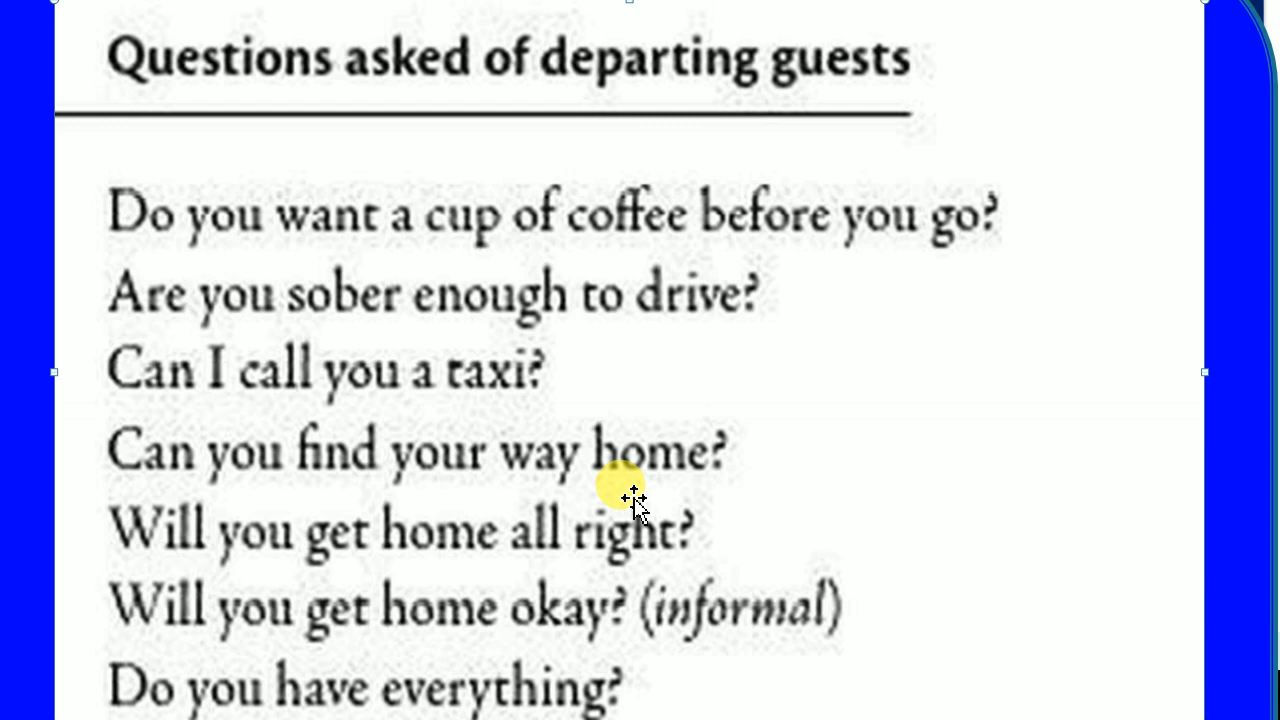 Questions asked of departing guests
Do you want a cup of coffee before you go?
Are you sober enough to drive?
Can I call you a taxi?
Can you find your way home?
Will you get home all right?
Will you get home okay? (informal)
Do you have everything?